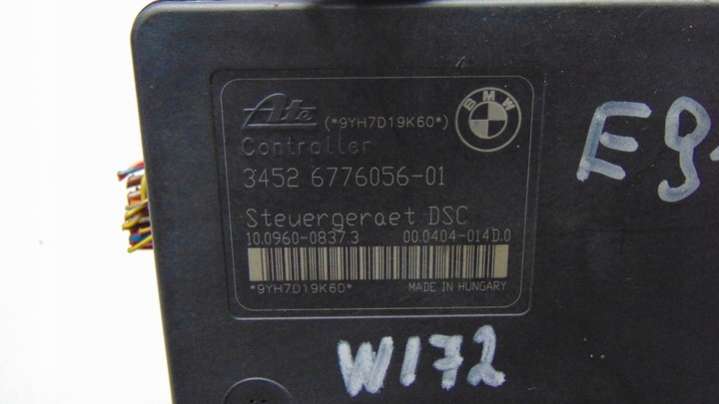 Ate (*9YH7D19K60*) BMW
Controller
3452 6776056-01
Steuergeraet DSC
10.0960-0837.3 00.0404-014D.0
*9YH7D19K60*
MADE IN HUNGARY
W172